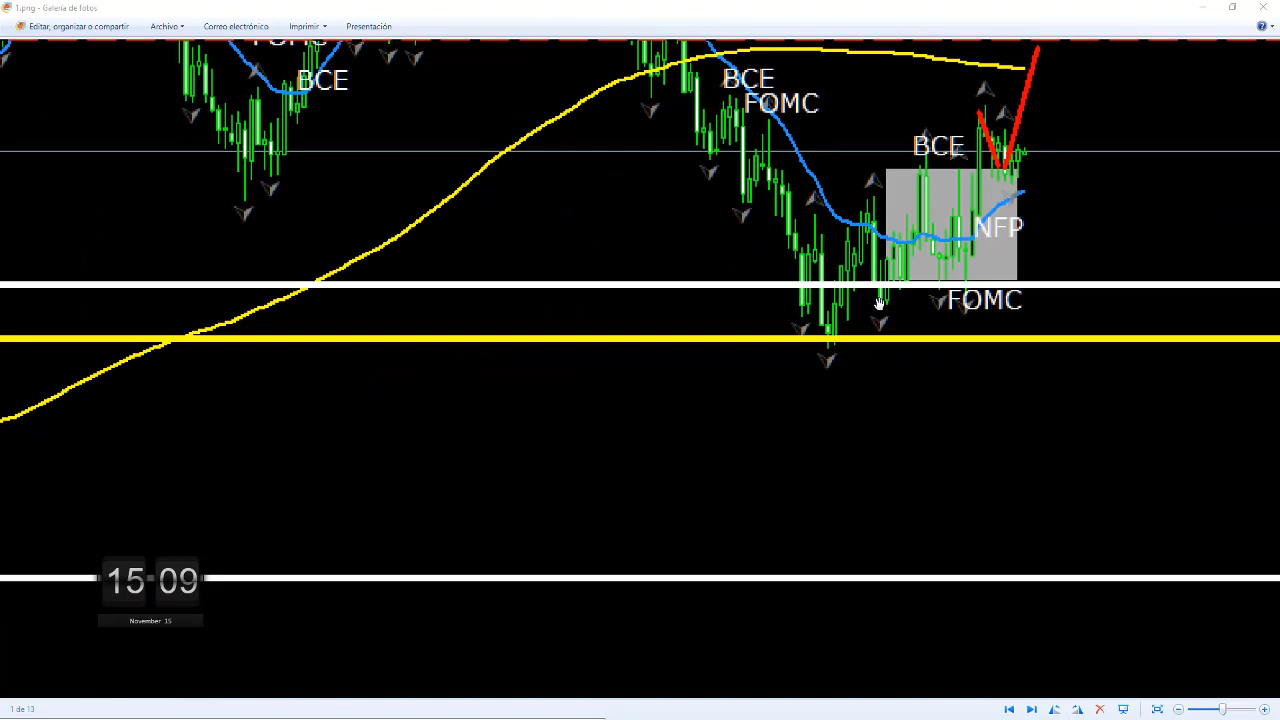 1.png - Galería de fotos
Editar, organizar o compartir Archivo Correo electrónico Imprimir Presentación
FOMC
BCE
BCE
FOMC
BCE
NFP
FOMC
15 09
November 15
1 de 13